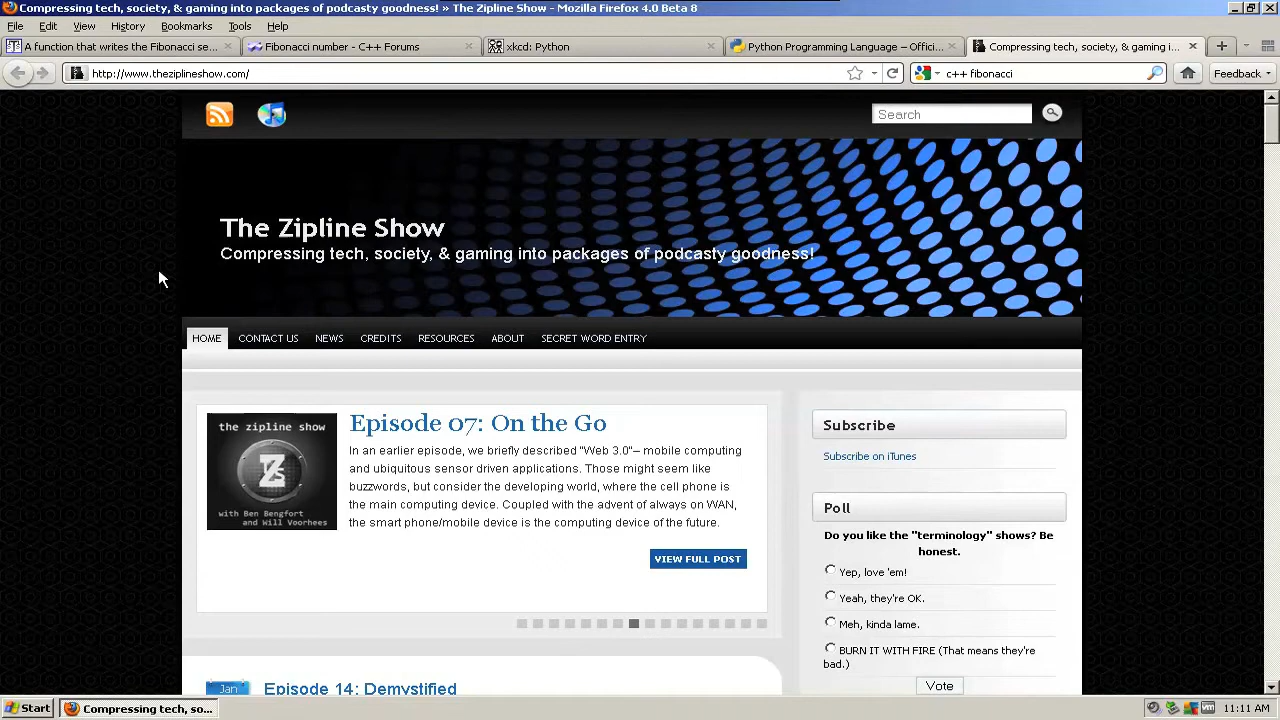 Compressing tech, society, & gaming into packages of podcasty goodness! » The Zipline Show - Mozilla Firefox 4.0 Beta 8
File Edit View History Bookmarks Tools Help
A function that writes the Fibonacci se...
Fibonacci number - C++ Forums
xkcd: Python
Python Programming Language – Offici...
Compressing tech, society, & gaming i...
http://www.theziplineshow.com/
c++ fibonacci
Feedback
Search
The Zipline Show
Compressing tech, society, & gaming into packages of podcasty goodness!
HOME CONTACT US NEWS CREDITS RESOURCES ABOUT SECRET WORD ENTRY
the zipline show
Zs
with Ben Bengfort
and Will Voorhees
Episode 07: On the Go
In an earlier episode, we briefly described "Web 3.0"– mobile computing
and ubiquitous sensor driven applications. Those might seem like
buzzwords, but consider the developing world, where the cell phone is
the main computing device. Coupled with the advent of always on WAN,
the smart phone/mobile device is the computing device of the future.
VIEW FULL POST
Subscribe
Subscribe on iTunes
Poll
Do you like the "terminology" shows? Be
honest.
Yep, love 'em!
Yeah, they're OK.
Meh, kinda lame.
BURN IT WITH FIRE (That means they're
bad.)
Vote
Jan
Episode 14: Demystified
Start
Compressing tech, so...
11:11 AM